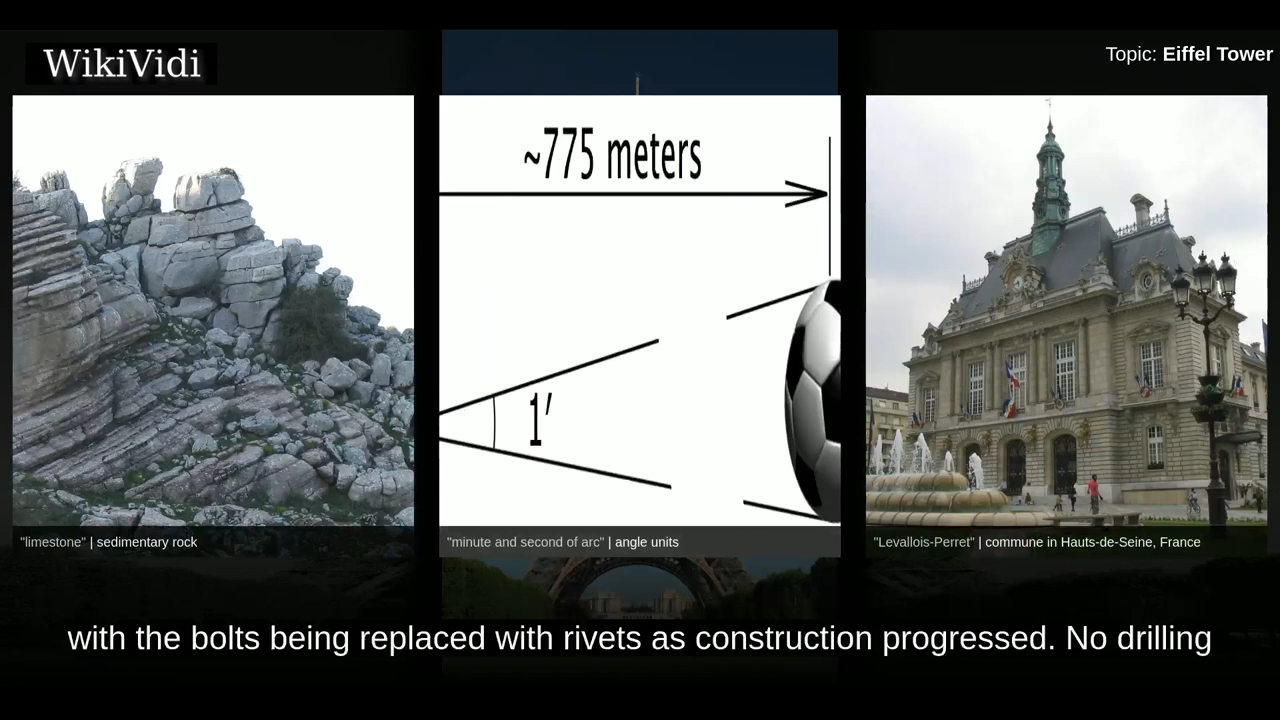 WikiVidi
Topic: Eiffel Tower
~775 meters
1′
"limestone" | sedimentary rock
"minute and second of arc" | angle units
"Levallois-Perret" | commune in Hauts-de-Seine, France
with the bolts being replaced with rivets as construction progressed. No drilling